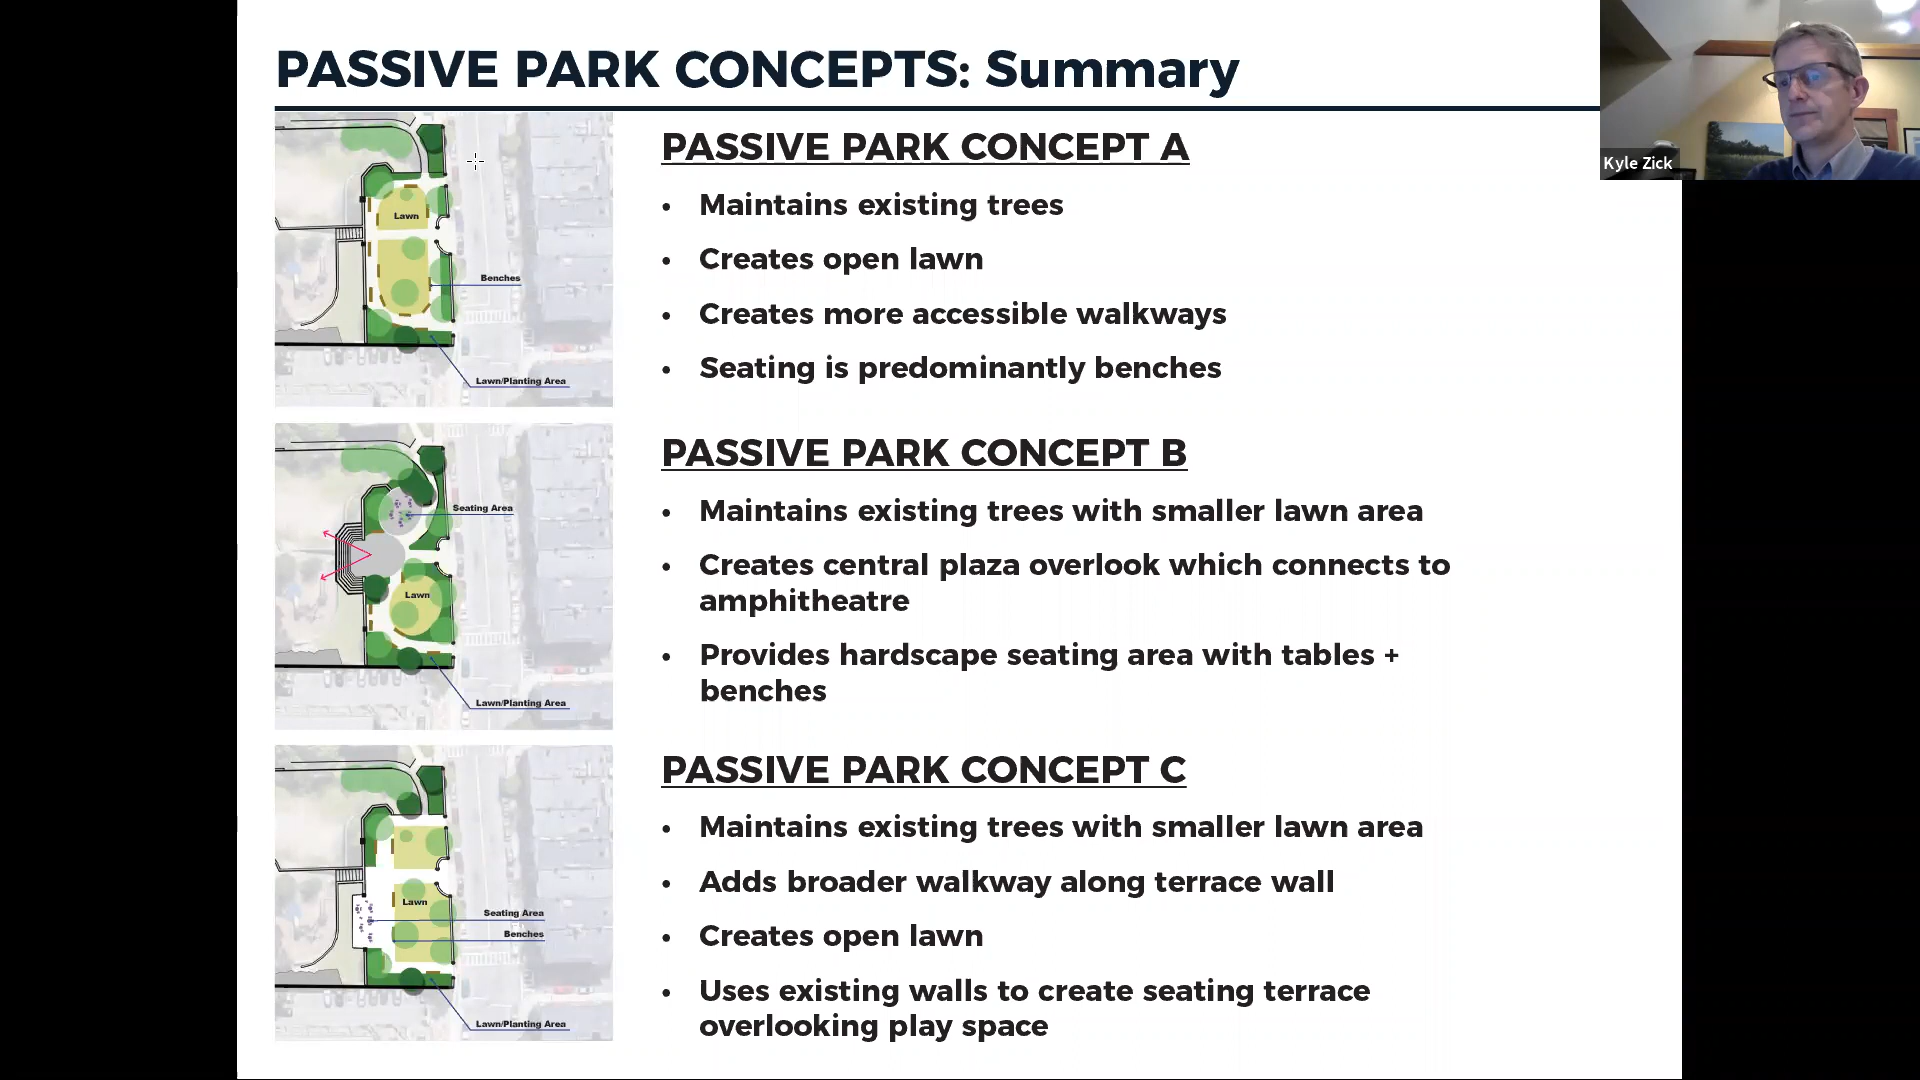 PASSIVE PARK CONCEPTS: Summary
Kyle Zick
Lawn
Benches
Lawn/Planting Area
PASSIVE PARK CONCEPT A
• Maintains existing trees
• Creates open lawn
• Creates more accessible walkways
• Seating is predominantly benches
Seating Area
Lawn
Lawn/Planting Area
PASSIVE PARK CONCEPT B
• Maintains existing trees with smaller lawn area
• Creates central plaza overlook which connects to
amphitheatre
• Provides hardscape seating area with tables +
benches
Lawn
Seating Area
Benches
Lawn/Planting Area
PASSIVE PARK CONCEPT C
• Maintains existing trees with smaller lawn area
• Adds broader walkway along terrace wall
• Creates open lawn
• Uses existing walls to create seating terrace
overlooking play space